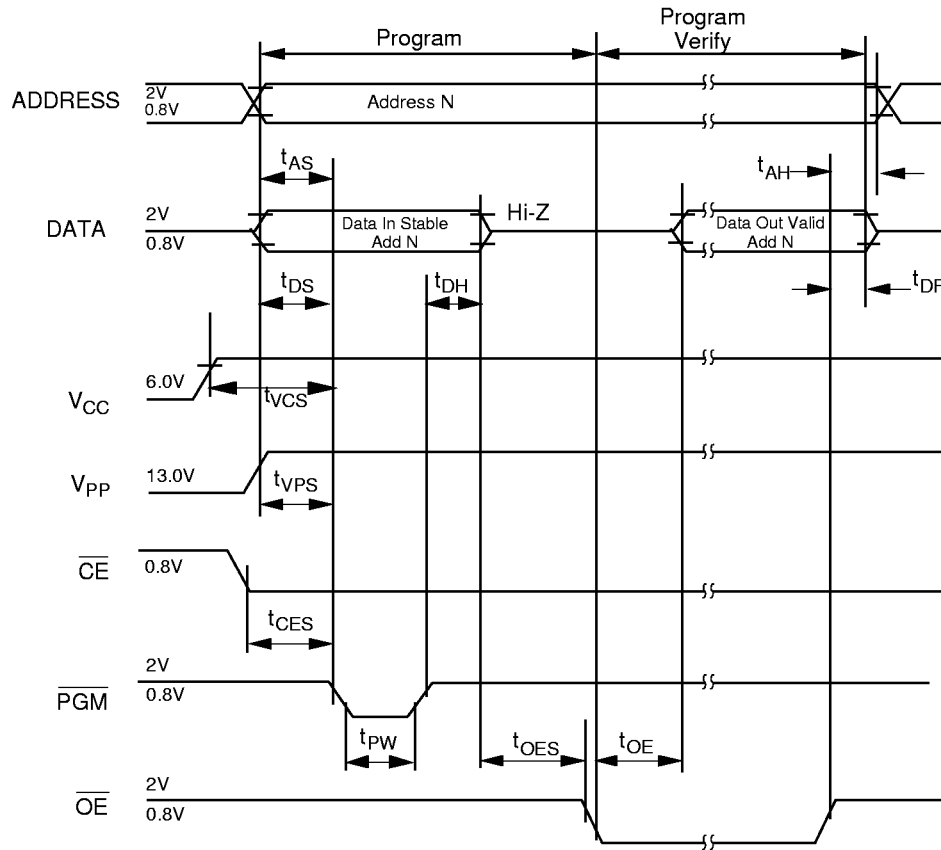 Program
Program
Verify
ADDRESS
2V
0.8V
Address N
tAS
tAH
DATA
2V
0.8V
Data In Stable
Add N
Hi-Z
Data Out Valid
Add N
tDS
tDH
tDF
VCC
6.0V
tVCS
VPP
13.0V
tVPS
CE
0.8V
tCES
PGM
2V
0.8V
tPW
tOES
tOE
OE
2V
0.8V